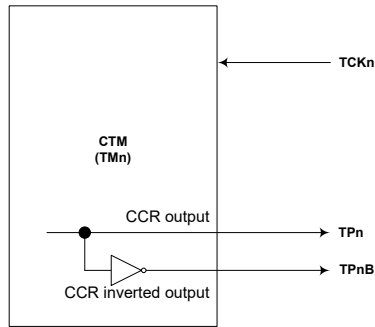 TCKn
CTM
(TMn)
CCR output
TPn
TPnB
CCR inverted output